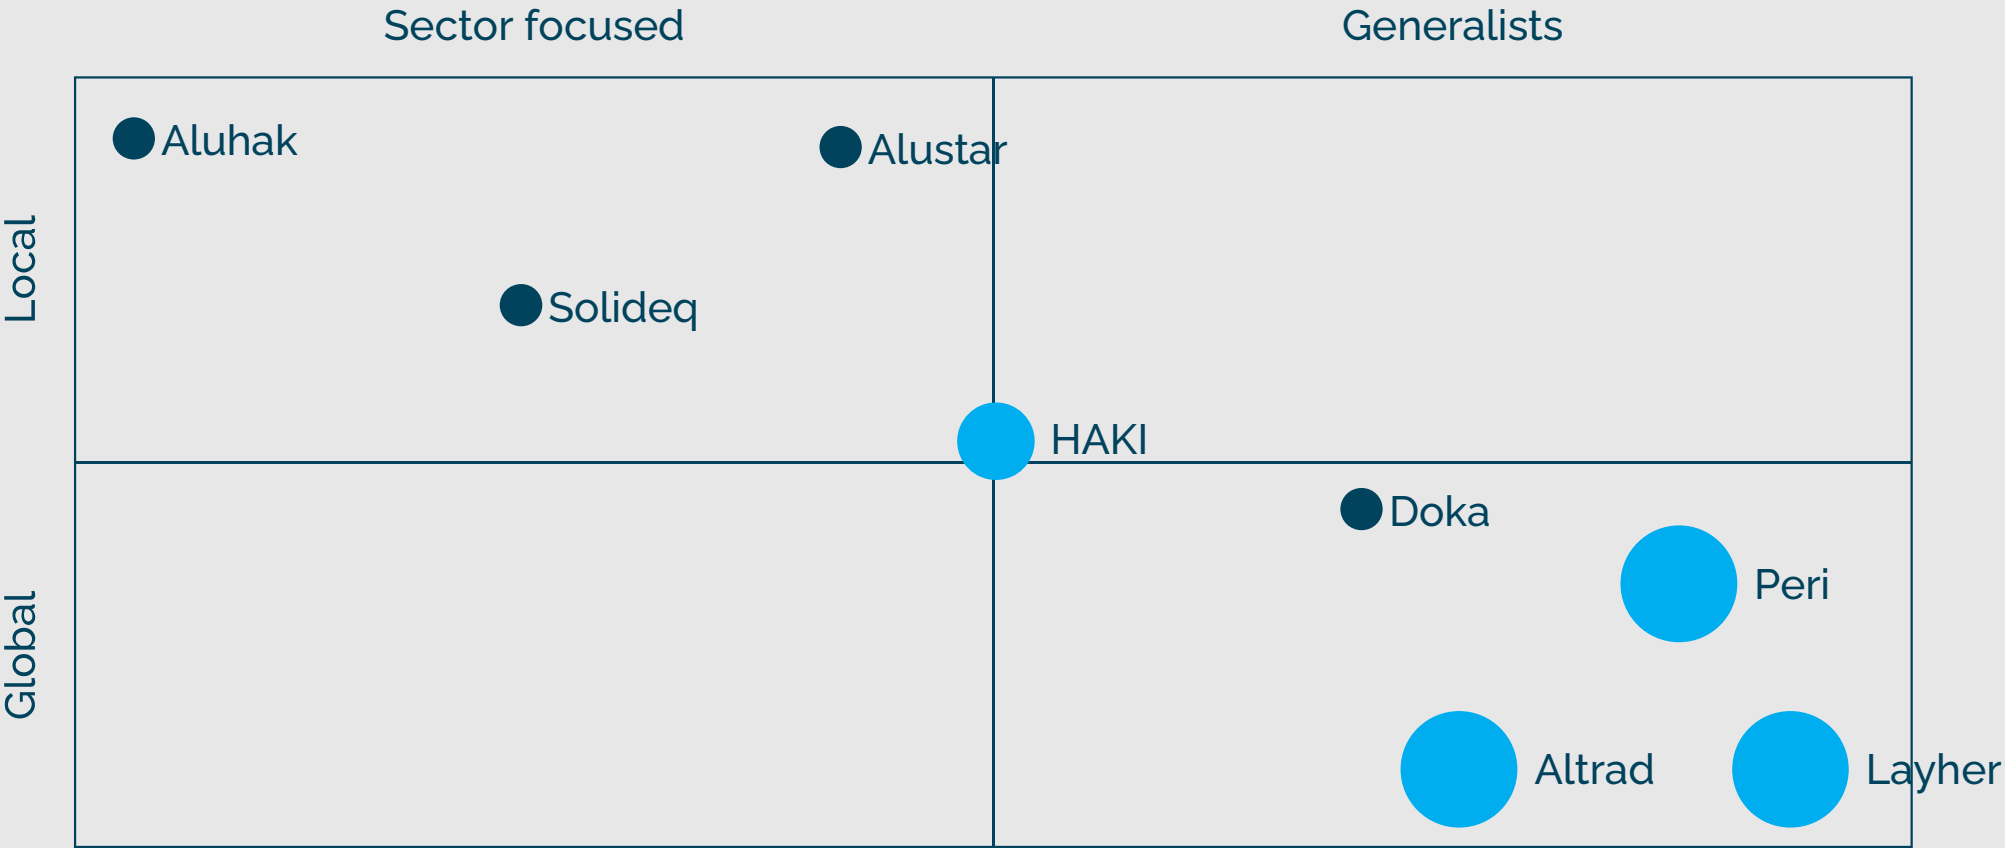 Sector focused
Generalists
Local
Global
Aluhak
Alustar
Solideq
HAKI
Doka
Peri
Altrad
Layher